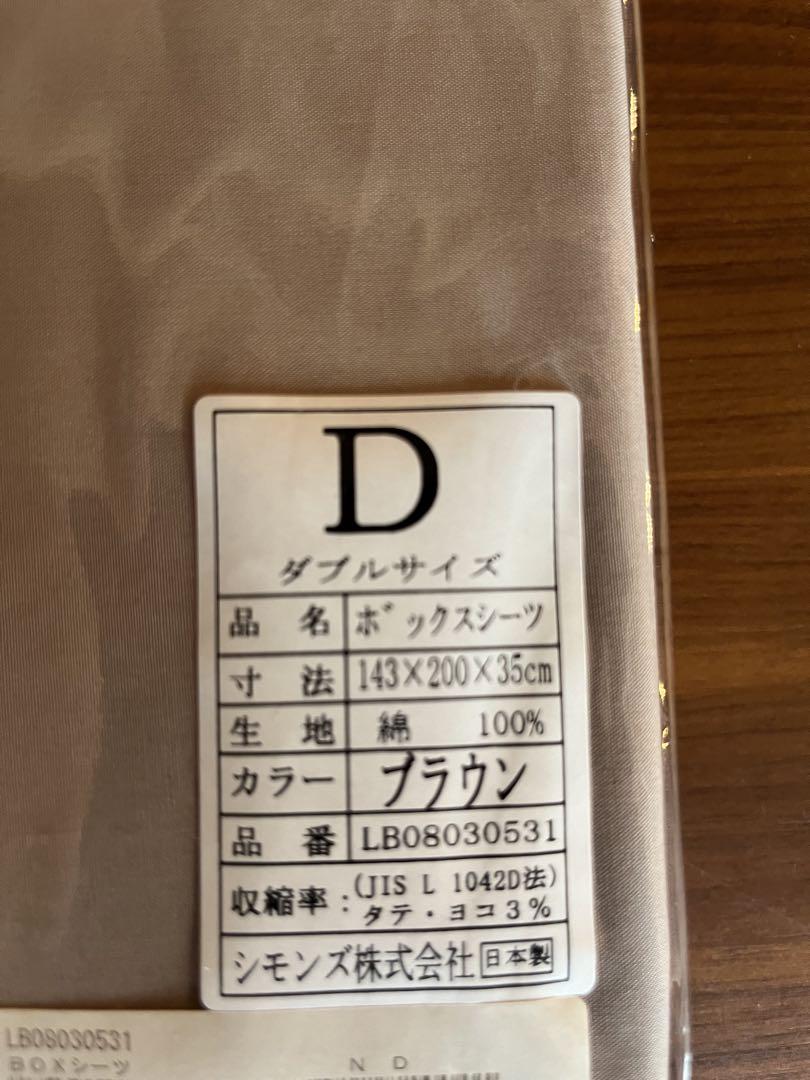 D
ダブルサイズ
品名 ボックスシーツ
寸法 143×200×35cm
生地 綿 100%
カラー ブラウン
品番 LB08030531
収縮率：(JIS L 1042D法)
タテ・ヨコ3%
シモンズ株式会社 日本製
LB08030531
BOXシーツ N D